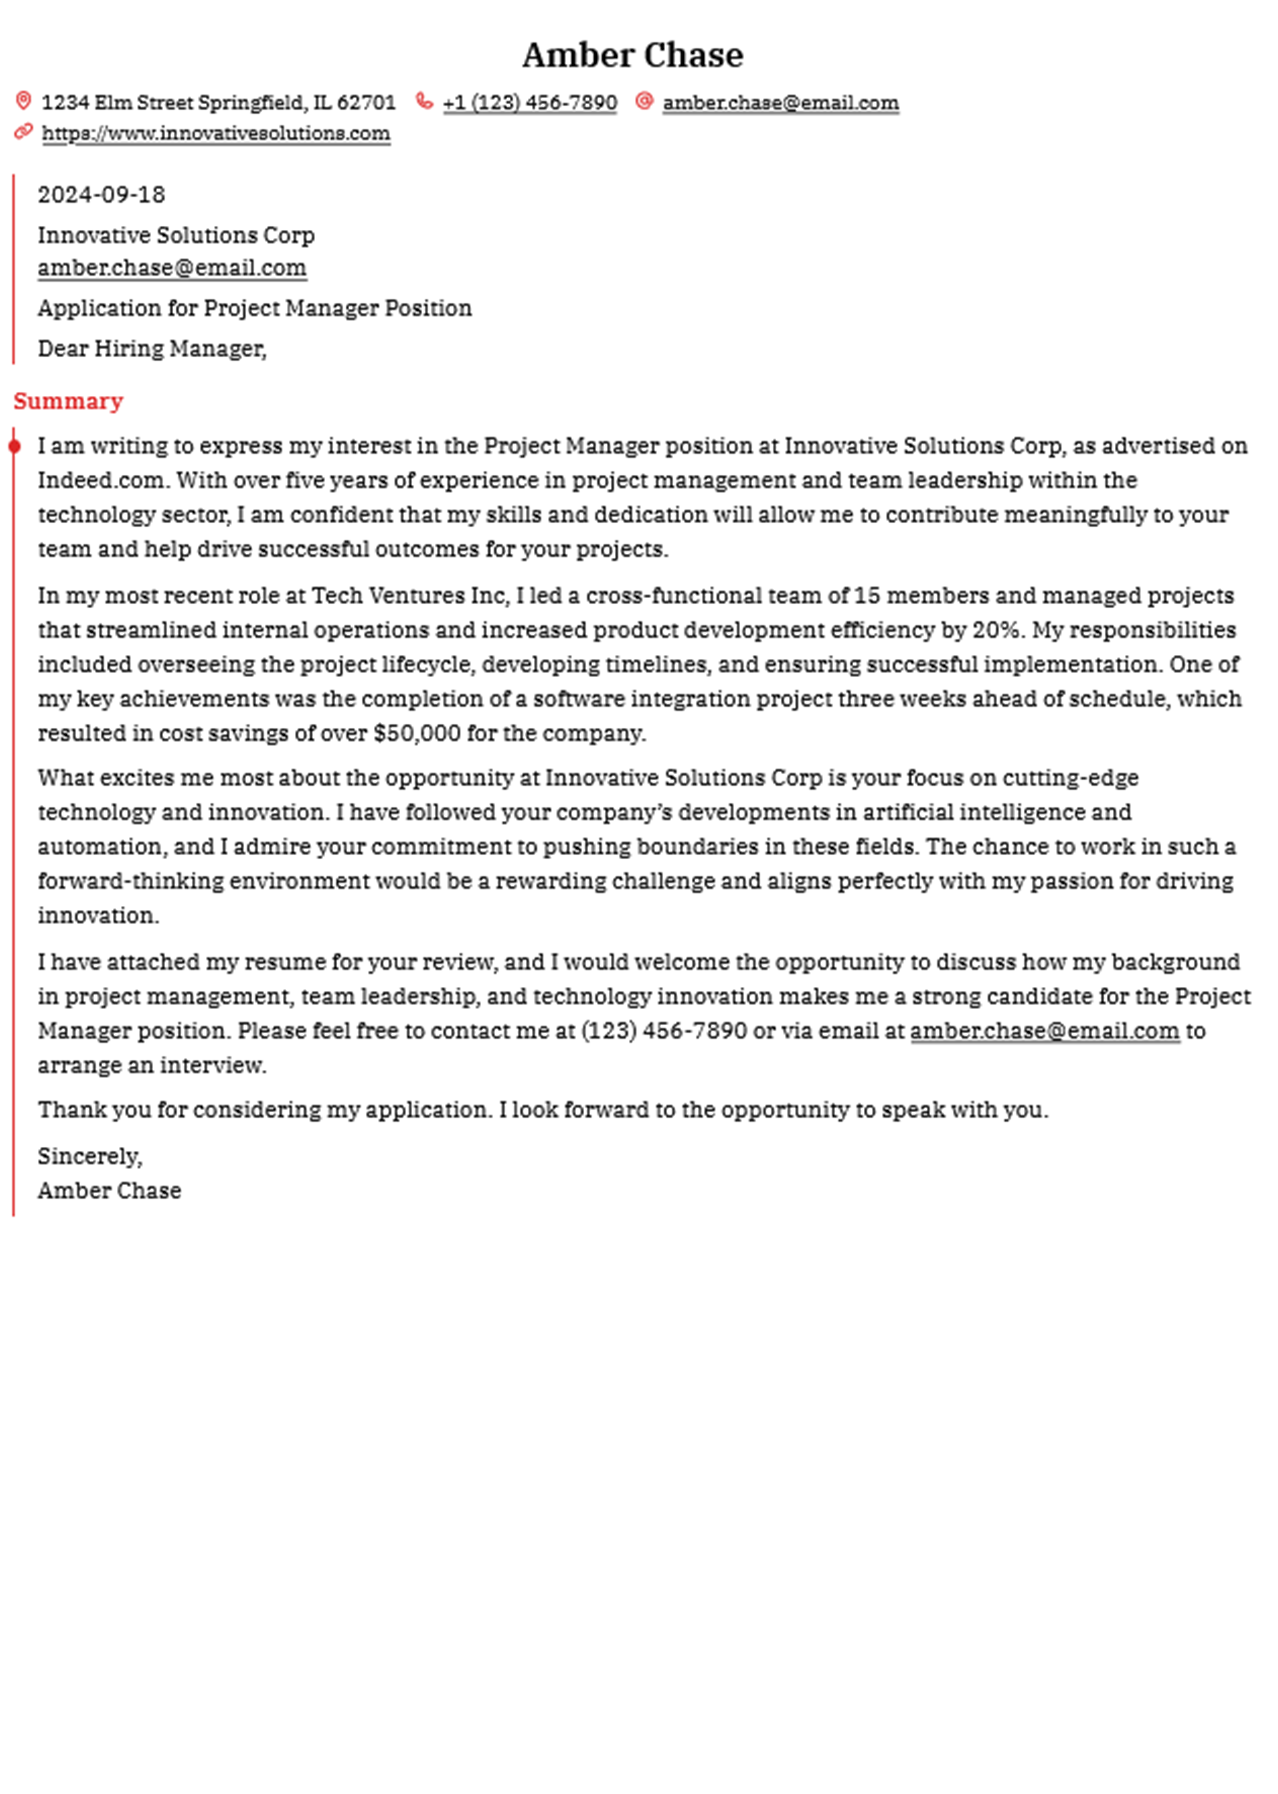 Amber Chase
1234 Elm Street Springfield, IL 62701 +1 (123) 456-7890 amber.chase@email.com
https://www.innovativesolutions.com
2024-09-18
Innovative Solutions Corp
amber.chase@email.com
Application for Project Manager Position
Dear Hiring Manager,
Summary
I am writing to express my interest in the Project Manager position at Innovative Solutions Corp, as advertised on
Indeed.com. With over five years of experience in project management and team leadership within the
technology sector, I am confident that my skills and dedication will allow me to contribute meaningfully to your
team and help drive successful outcomes for your projects.
In my most recent role at Tech Ventures Inc, I led a cross-functional team of 15 members and managed projects
that streamlined internal operations and increased product development efficiency by 20%. My responsibilities
included overseeing the project lifecycle, developing timelines, and ensuring successful implementation. One of
my key achievements was the completion of a software integration project three weeks ahead of schedule, which
resulted in cost savings of over $50,000 for the company.
What excites me most about the opportunity at Innovative Solutions Corp is your focus on cutting-edge
technology and innovation. I have followed your company’s developments in artificial intelligence and
automation, and I admire your commitment to pushing boundaries in these fields. The chance to work in such a
forward-thinking environment would be a rewarding challenge and aligns perfectly with my passion for driving
innovation.
I have attached my resume for your review, and I would welcome the opportunity to discuss how my background
in project management, team leadership, and technology innovation makes me a strong candidate for the Project
Manager position. Please feel free to contact me at (123) 456-7890 or via email at amber.chase@email.com to
arrange an interview.
Thank you for considering my application. I look forward to the opportunity to speak with you.
Sincerely,
Amber Chase